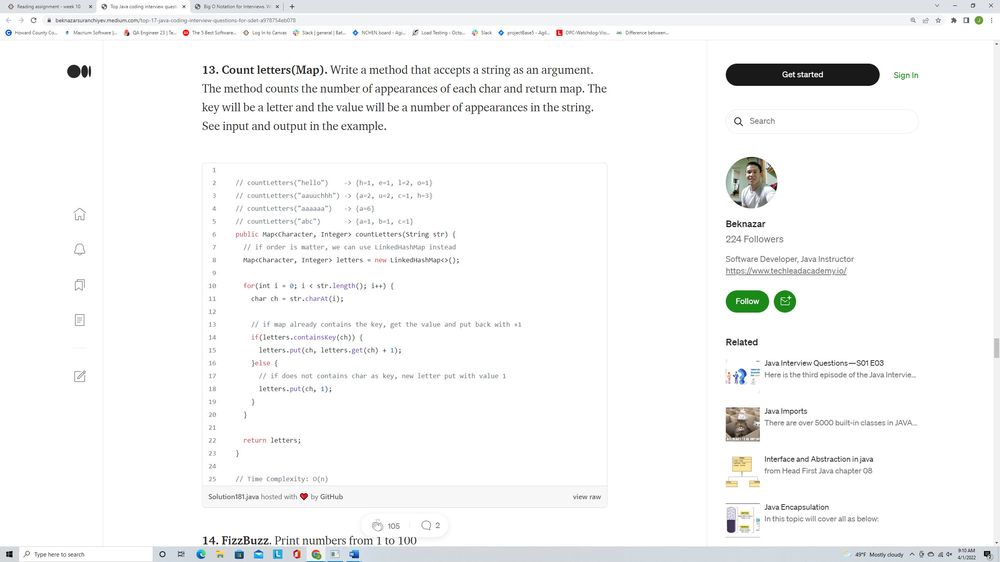 Reading assignment - week 10
Top Java coding interview questi
Big O Notation for Interviews. W
beknazarsuranchiyev.medium.com/top-17-java-coding-interview-questions-for-sdet-a978754eb078
Howard County Co...
Macrium Software |...
QA Engineer 23 | Te...
The 5 Best Software...
Log In to Canvas
Slack | general | Bat...
NCHEN board - Agi...
Load Testing - Octo...
Slack
projectBase5 - Agil...
DPC-Watchdog-Vio...
Difference between...
13. Count letters(Map). Write a method that accepts a string as an argument.
The method counts the number of appearances of each char and return map. The
key will be a letter and the value will be a number of appearances in the string.
See input and output in the example.
1
2 // countLetters("hello") -> {h=1, e=1, l=2, o=1}
3 // countLetters("aauuchhh") -> {a=2, u=2, c=1, h=3}
4 // countLetters("aaaaaa") -> {a=6}
5 // countLetters("abc") -> {a=1, b=1, c=1}
6 public Map<Character, Integer> countLetters(String str) {
7 // if order is matter, we can use LinkedHashMap instead
8 Map<Character, Integer> letters = new LinkedHashMap<>();
9
10 for(int i = 0; i < str.length(); i++) {
11 char ch = str.charAt(i);
12
13 // if map already contains the key, get the value and put back with +1
14 if(letters.containsKey(ch)) {
15 letters.put(ch, letters.get(ch) + 1);
16 }else {
17 // if does not contains char as key, new letter put with value 1
18 letters.put(ch, 1);
19 }
20 }
21
22 return letters;
23 }
24
25 // Time Complexity: O(n)
Solution181.java hosted with ❤ by GitHub
view raw
105
2
14. FizzBuzz. Print numbers from 1 to 100
Get started
Sign In
Search
Beknazar
224 Followers
Software Developer, Java Instructor
https://www.techleadacademy.io/
Follow
Related
Java Interview Questions — S01 E03
Here is the third episode of the Java Intervie...
Java Imports
There are over 5000 built-in classes in JAVA...
ARE READY TO BE IMPOR
Interface and Abstraction in java
from Head First Java chapter 08
Java Encapsulation
In this topic will cover all as below:
Type here to search
49°F Mostly cloudy
9:10 AM
4/1/2022
2